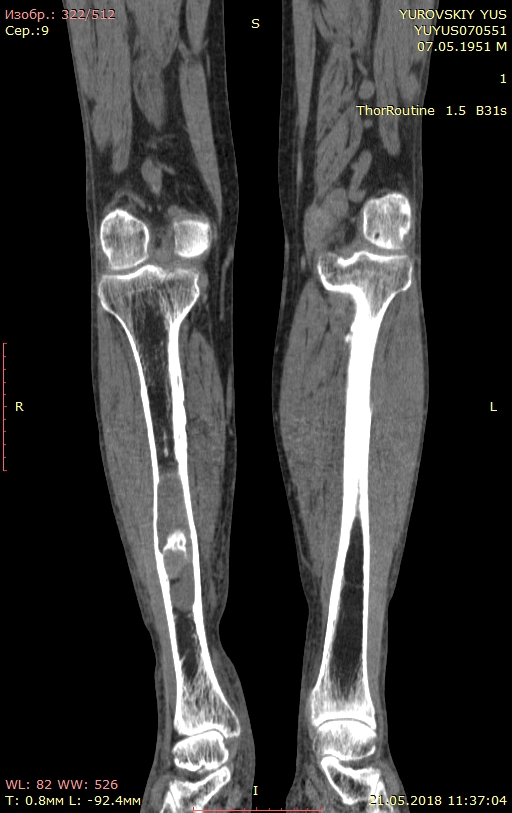 Изобр.: 322/512
Сер.:9
S
YUROVSKIY YUS
YUYUS070551
07.05.1951 M
1
ThorRoutine 1.5 B31s
R
L
WL: 82 WW: 526
T: 0.8мм L: -92.4мм
I
21.05.2018 11:37:04